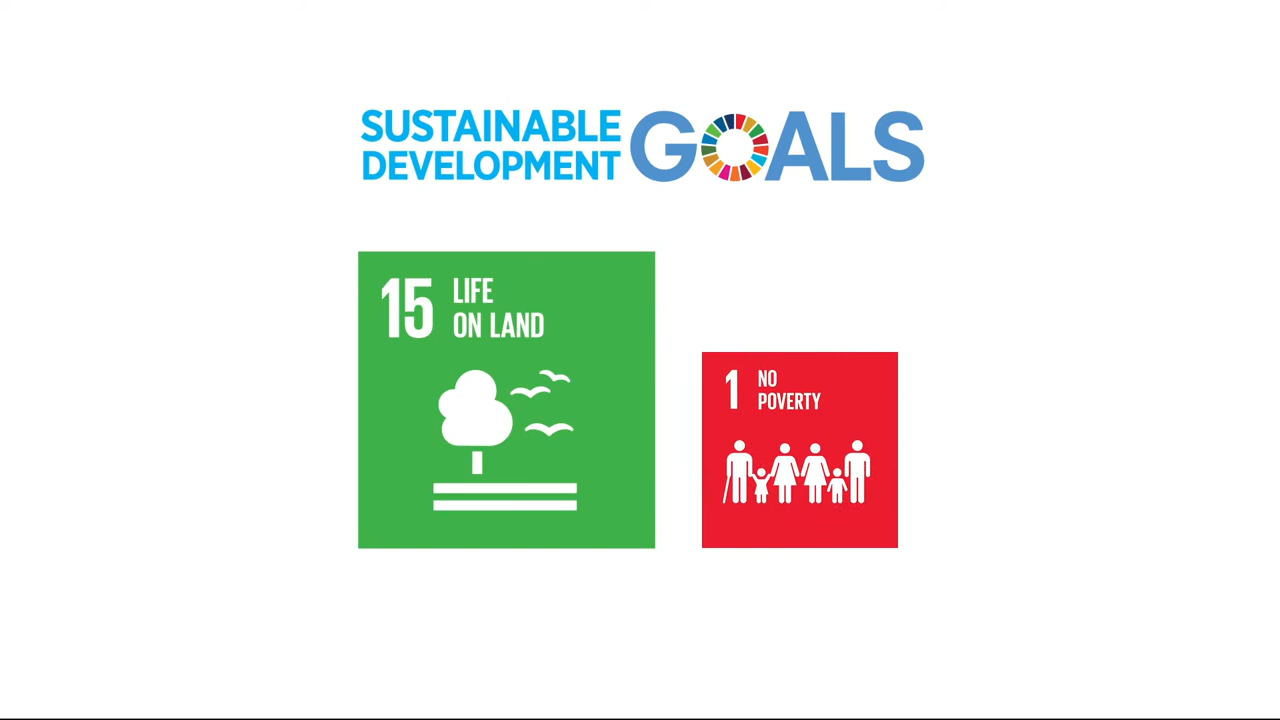 SUSTAINABLE
DEVELOPMENT
GOALS
15 LIFE
ON LAND
1 NO
POVERTY